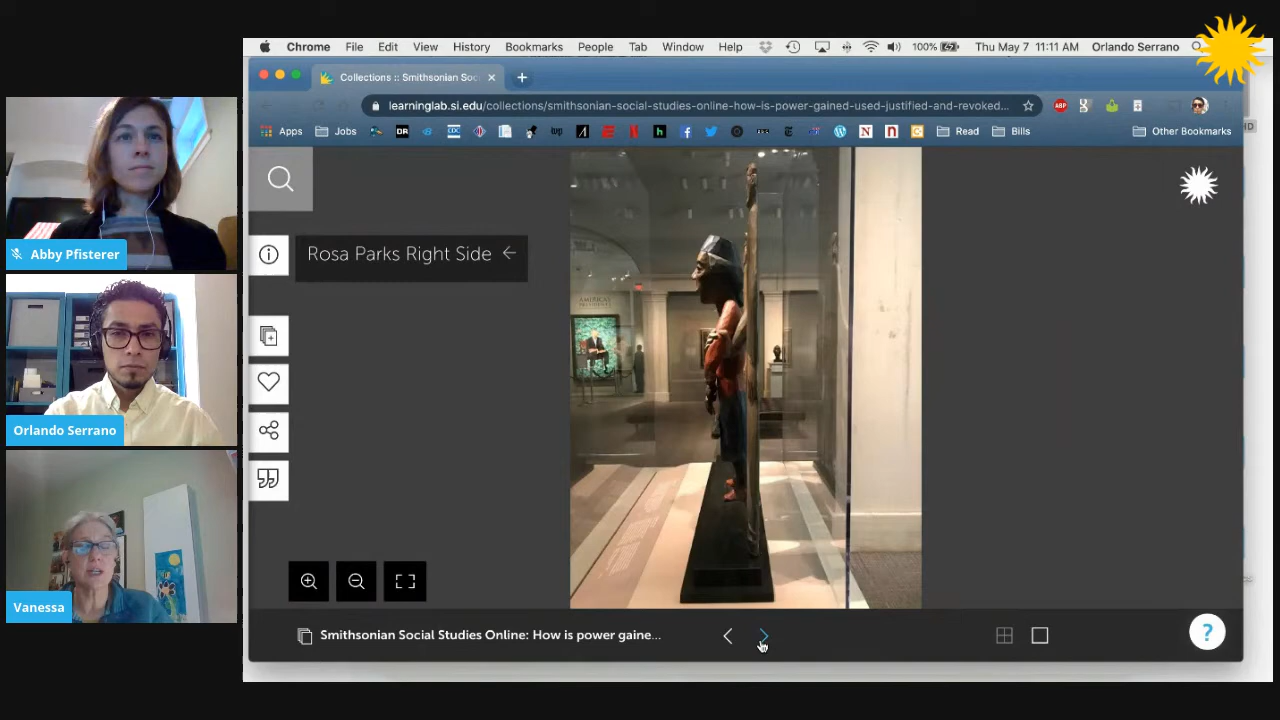 Chrome File Edit View History Bookmarks People Tab Window Help 100% Thu May 7 11:11 AM Orlando Serrano
Collections :: Smithsonian Soc
learninglab.si.edu/collections/smithsonian-social-studies-online-how-is-power-gained-used-justified-and-revoked...
Apps Jobs DR Read Bills Other Bookmarks
Rosa Parks Right Side
AMERICA'S
PRESIDENTS
Abby Pfisterer
Orlando Serrano
Vanessa
Smithsonian Social Studies Online: How is power gaine...
?